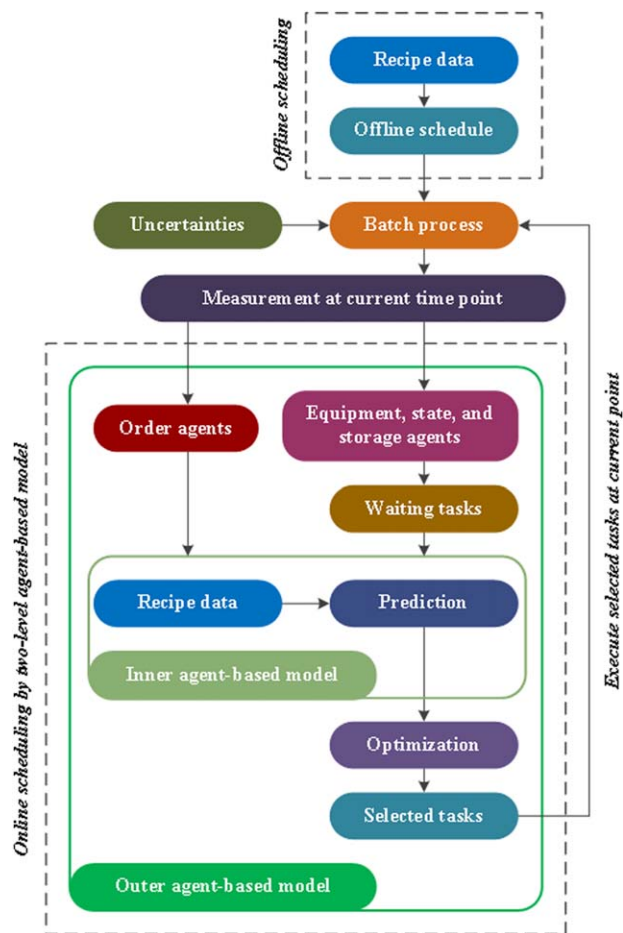 Offline scheduling
Recipe data
Offline schedule
Uncertainties
Batch process
Measurement at current time point
Online scheduling by two-level agent-based model
Order agents
Equipment, state, and
storage agents
Waiting tasks
Recipe data
Prediction
Inner agent-based model
Optimization
Selected tasks
Outer agent-based model
Execute selected tasks at current point